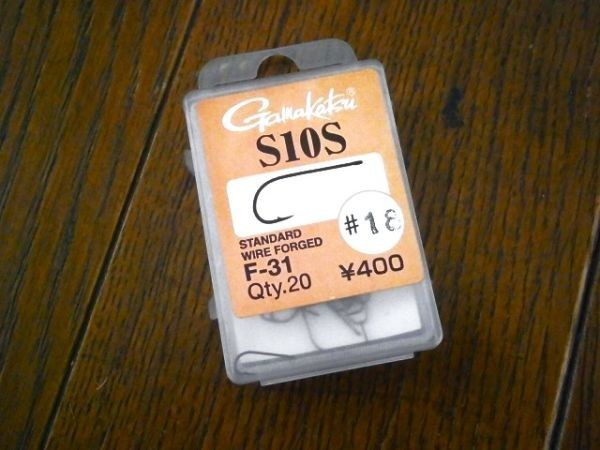 Gamakatsu®
S10S
#18
STANDARD
WIRE FORGED
F-31
Qty.20
¥400